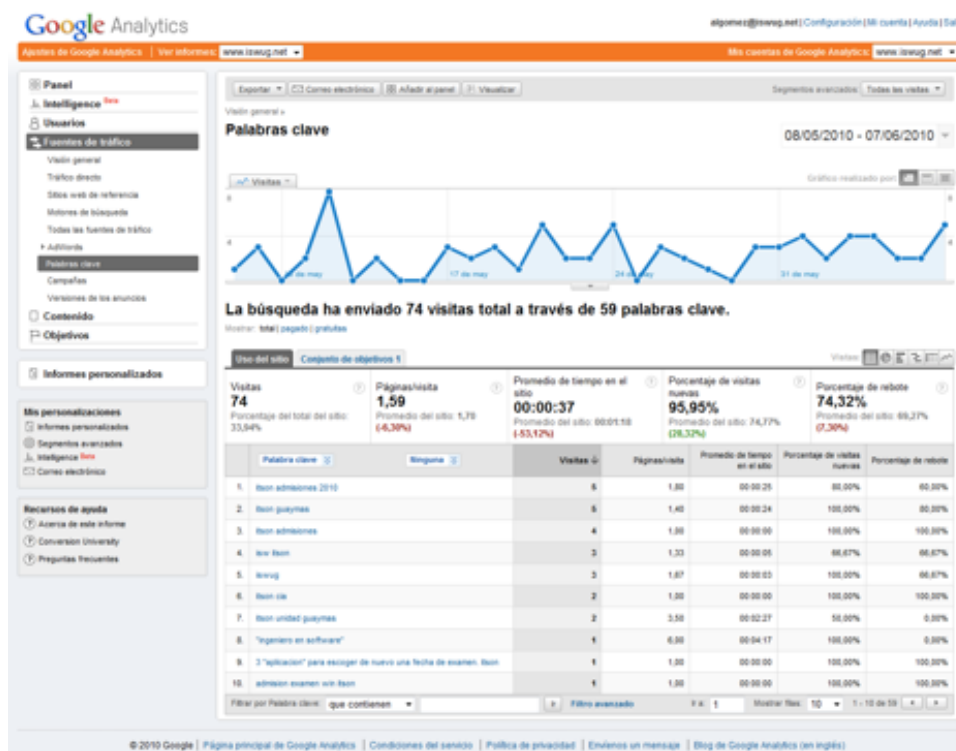 Google Analytics
algomez@iswug.net | Configuración | Mi cuenta | Ayuda | Sal
Ajustes de Google Analytics | Ver informes: www.iswug.net
Mis cuentas de Google Analytics: www.iswug.net
Panel
Intelligence Beta
Usuarios
Fuentes de tráfico
Visión general
Tráfico directo
Sitios web de referencia
Motores de búsqueda
Todas las fuentes de tráfico
AdWords
Palabras clave
Campañas
Versiones de los anuncios
Contenido
Objetivos
Informes personalizados
Mis personalizaciones
Informes personalizados
Segmentos avanzados
Intelligence Beta
Correo electrónico
Recursos de ayuda
Acerca de este informe
Conversion University
Preguntas frecuentes
Exportar Correo electrónico Añadir al panel Visualizar
Segmentos avanzados: Todas las visitas
Visión general »
Palabras clave
08/05/2010 - 07/06/2010
Visitas
Gráfico realizado por:
4 4
de may 17 de may 24 de may 31 de may
La búsqueda ha enviado 74 visitas total a través de 59 palabras clave.
Mostrar: total | pagado | gratuitas
Uso del sitio Conjunto de objetivos 1
Vistas:
Visitas
74
Porcentaje del total del sitio:
33,94%
Páginas/visita
1,59
Promedio del sitio: 1,70
(-6,30%)
Promedio de tiempo en el sitio
00:00:37
Promedio del sitio: 00:01:18
(-53,12%)
Porcentaje de visitas nuevas
95,95%
Promedio del sitio: 74,77%
(28,32%)
Porcentaje de rebote
74,32%
Promedio del sitio: 69,27%
(7,30%)
Palabra clave Ninguna Visitas Páginas/visita Promedio de tiempo en el sitio Porcentaje de visitas nuevas Porcentaje de rebote
1. itson admisiones 2010 5 1,80 00:00:25 80,00% 60,00%
2. itson guaymas 5 1,40 00:00:24 100,00% 80,00%
3. itson admisiones 4 1,00 00:00:00 100,00% 100,00%
4. isw itson 3 1,33 00:00:05 66,67% 66,67%
5. iswug 3 1,67 00:00:03 100,00% 66,67%
6. itson cia 2 1,00 00:00:00 100,00% 100,00%
7. itson unidad guaymas 2 3,50 00:02:27 50,00% 0,00%
8. "ingeniero en software" 1 6,00 00:04:17 100,00% 0,00%
9. 3 "aplicacion" para escoger de nuevo una fecha de examen. itson 1 1,00 00:00:00 100,00% 100,00%
10. admision examen win itson 1 1,00 00:00:00 100,00% 100,00%
Filtrar por Palabra clave: que contienen Ir Filtro avanzado Ir a: 1 Mostrar filas: 10 1 - 10 de 59
© 2010 Google | Página principal de Google Analytics | Condiciones del servicio | Política de privacidad | Envíenos un mensaje | Blog de Google Analytics (en inglés)